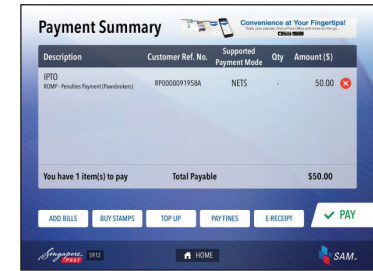 Payment Summary
Convenience at Your Fingertips!
Description Customer Ref. No. Supported Payment Mode Qty Amount ($)
IPTO
ROMP - Penalties Payment (Pawnbrokers) RP0000091958A NETS - 50.00
You have 1 item(s) to pay Total Payable $50.00
ADD BILLS BUY STAMPS TOP UP PAY FINES E-RECEIPT PAY
Singapore POST S912 HOME SAM